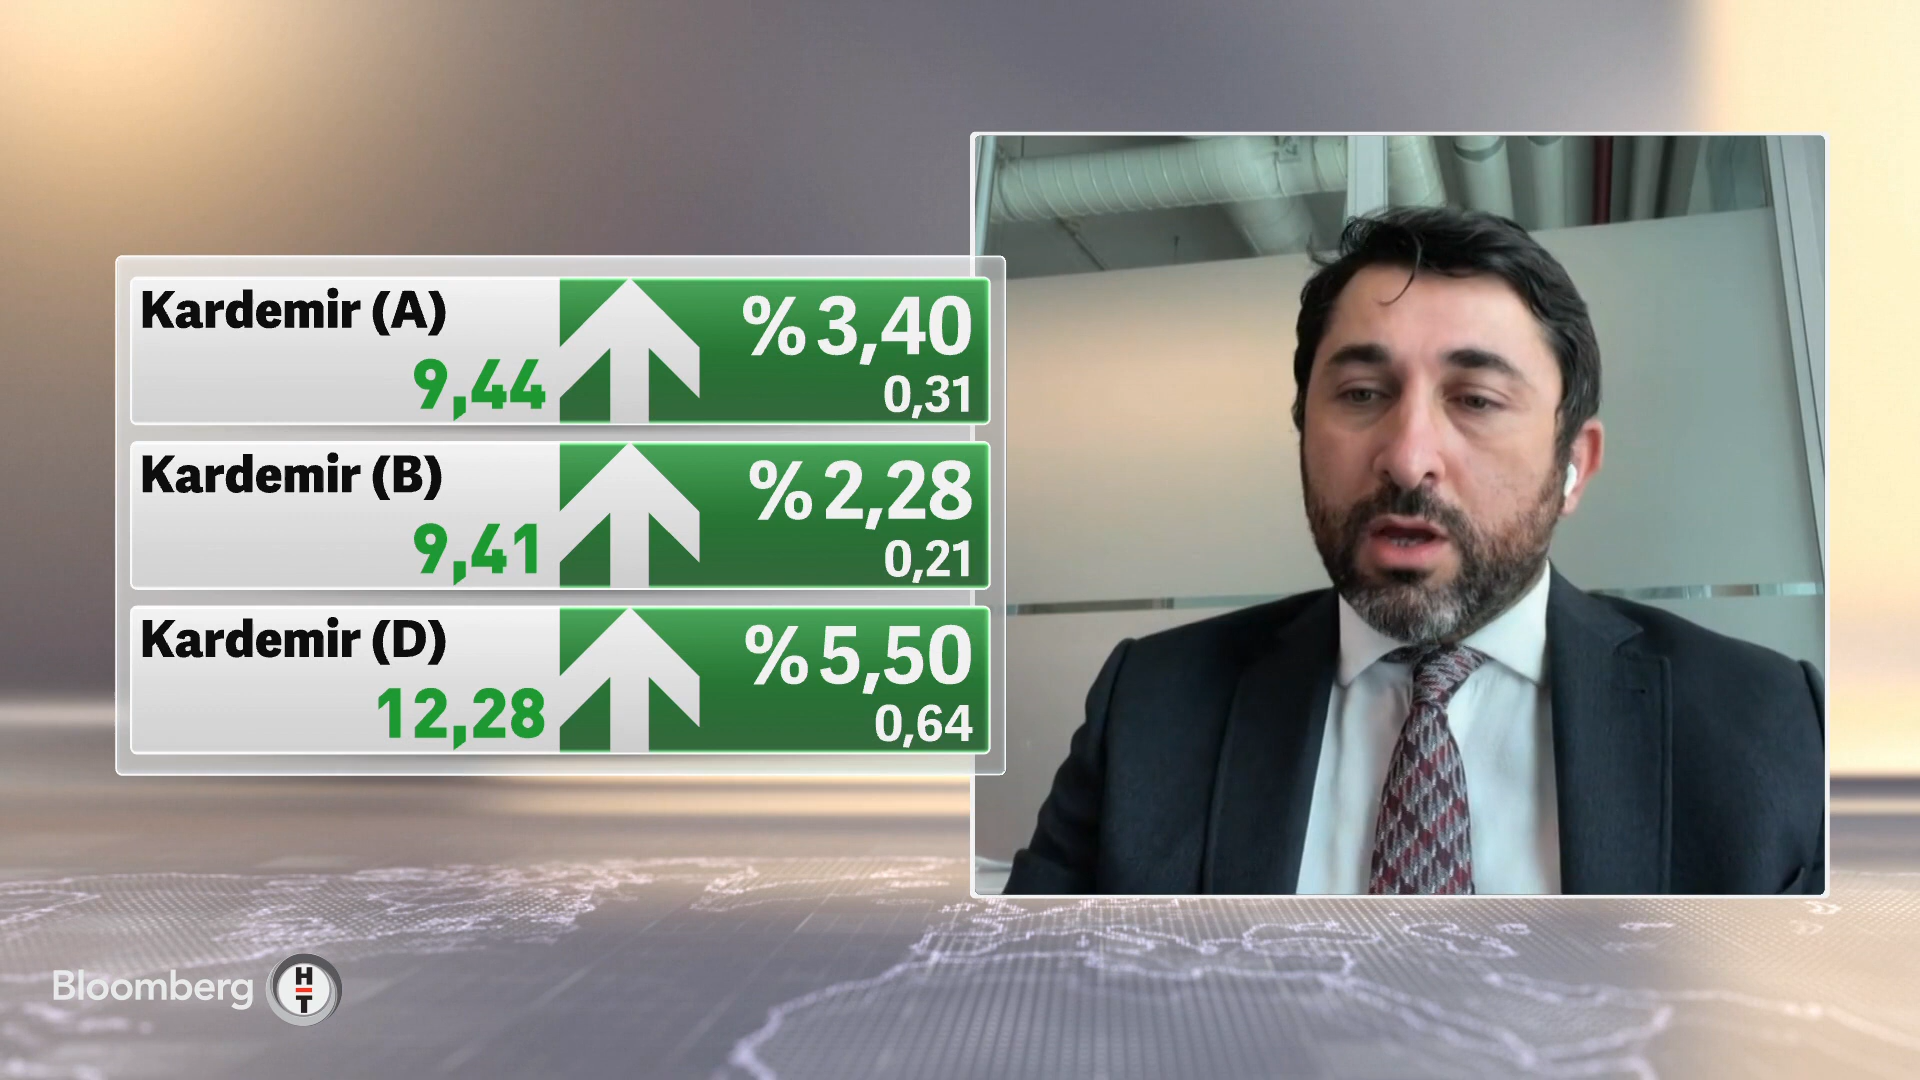 Kardemir (A)
9,44
%3,40
0,31
Kardemir (B)
9,41
%2,28
0,21
Kardemir (D)
12,28
%5,50
0,64
Bloomberg HT